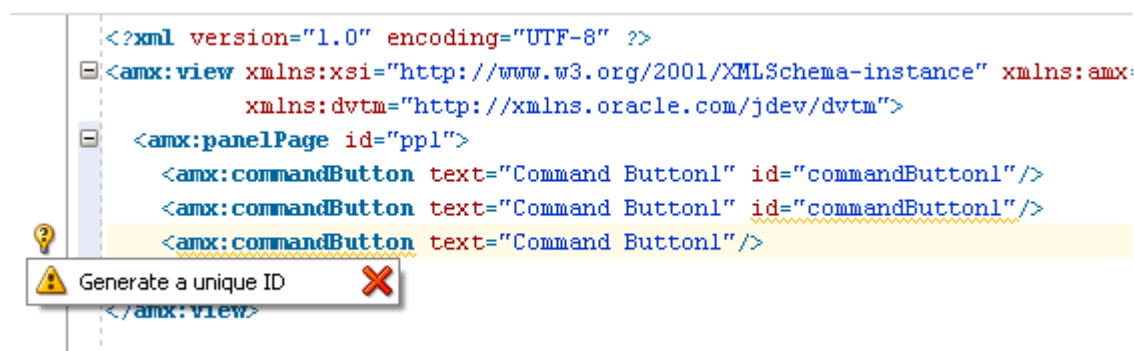 <?xml version="1.0" encoding="UTF-8" ?>
<amx:view xmlns:xsi="http://www.w3.org/2001/XMLSchema-instance" xmlns:amx
xmlns:dvtm="http://xmlns.oracle.com/jdev/dvtm">
<amx:panelPage id="pp1">
<amx:commandButton text="Command Button1" id="commandButton1"/>
<amx:commandButton text="Command Button1" id="commandButton1"/>
<amx:commandButton text="Command Button1"/>
Generate a unique ID
</amx:view>